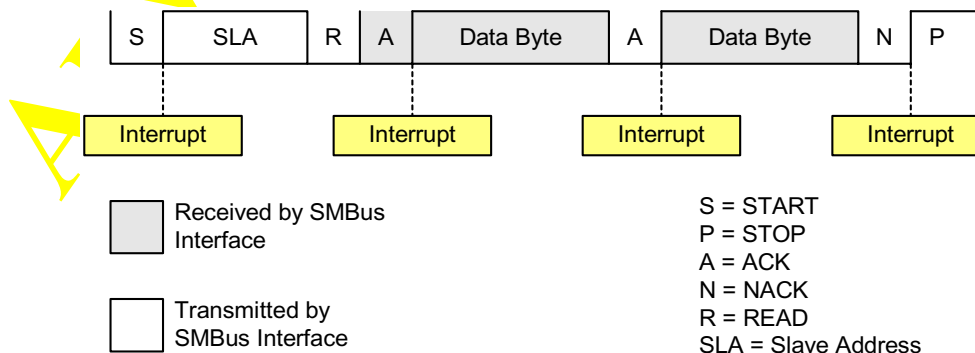 S SLA R A Data Byte A Data Byte N P
Interrupt Interrupt Interrupt Interrupt
Received by SMBus
Interface
Transmitted by
SMBus Interface
S = START
P = STOP
A = ACK
N = NACK
R = READ
SLA = Slave Address